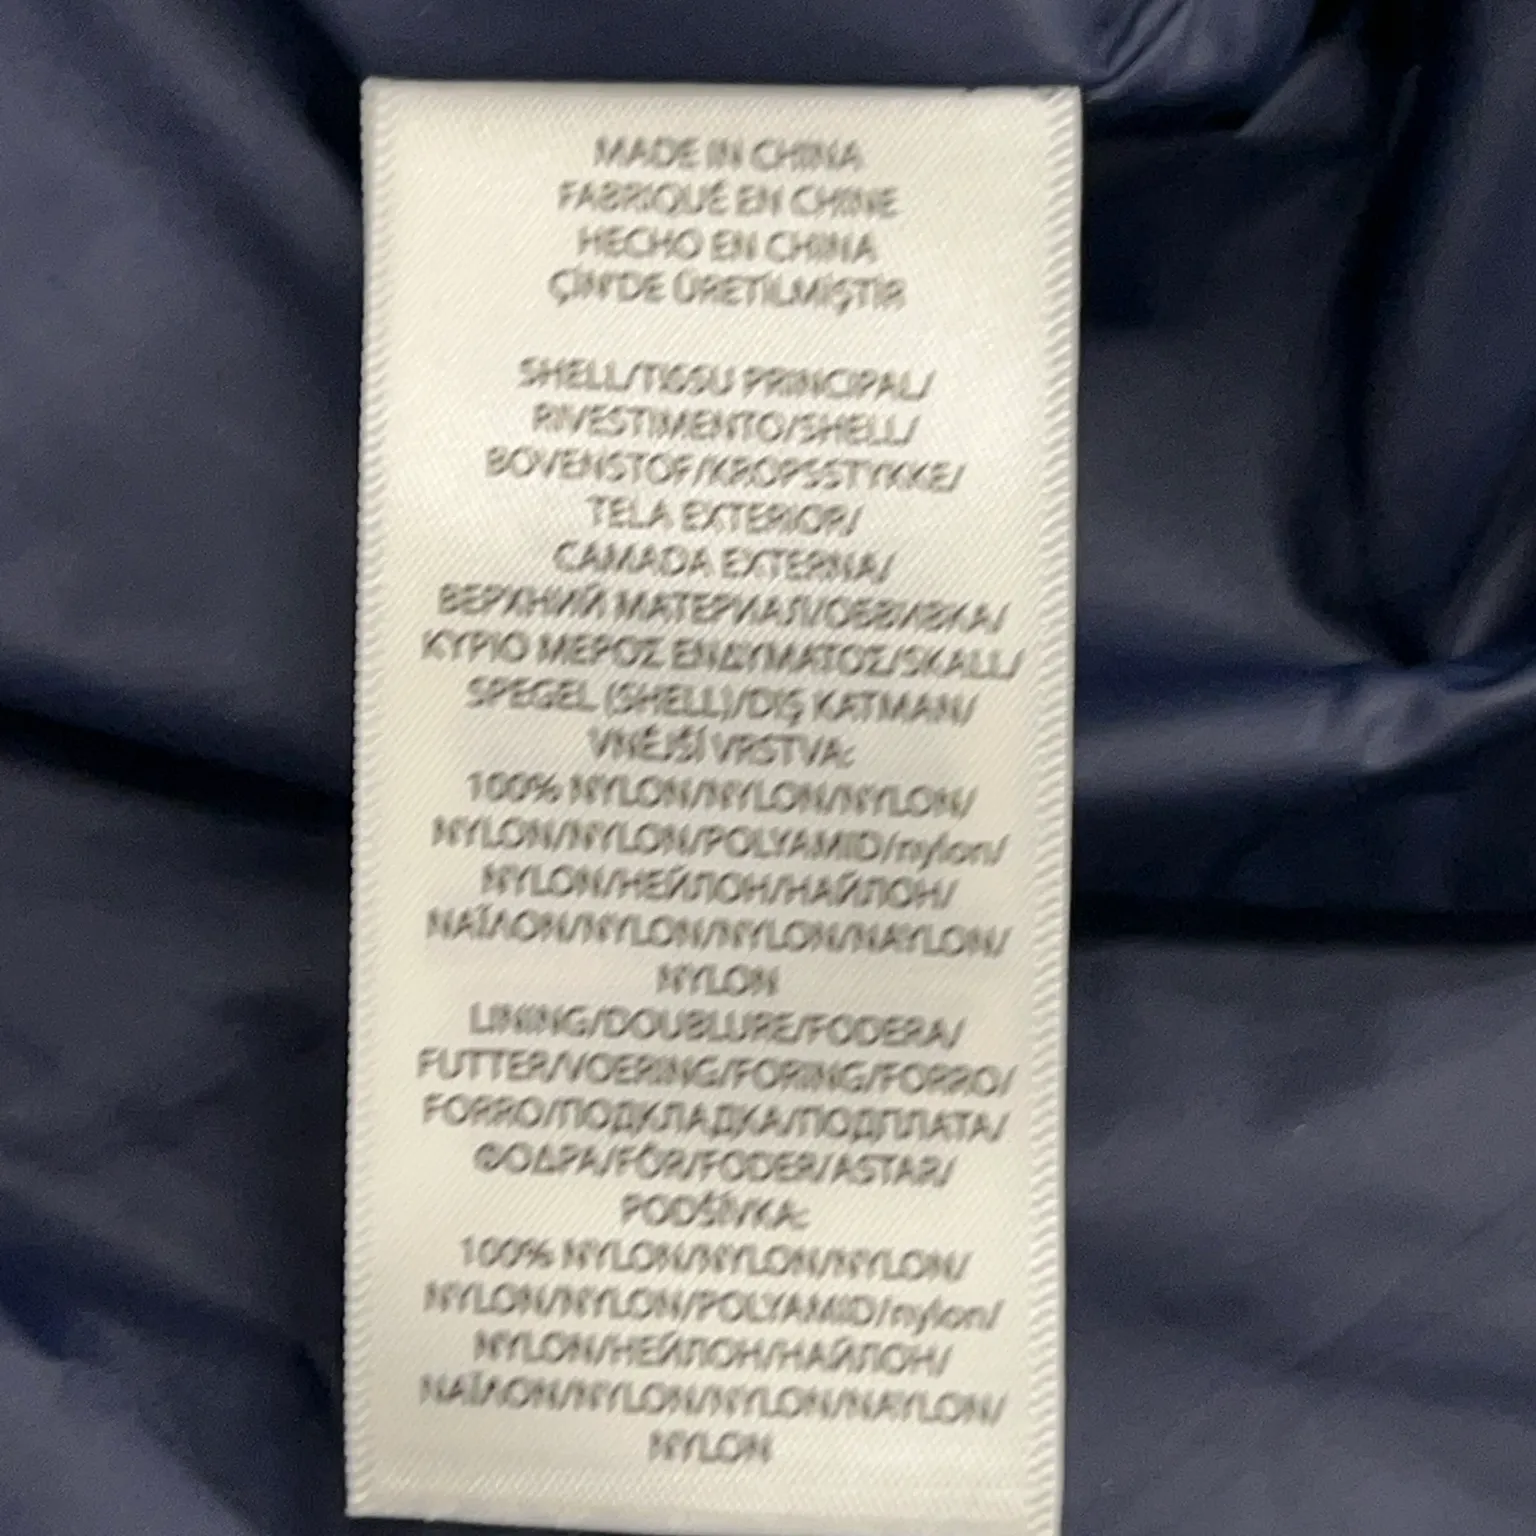 MADE IN CHINA
FABRIQUÉ EN CHINE
HECHO EN CHINA
ÇİN'DE ÜRETİLMİŞTİR
SHELL/TISSU PRINCIPAL/
RIVESTIMENTO/SHELL/
BOVENSTOF/KROPSSTYKKE/
TELA EXTERIOR/
CAMADA EXTERNA/
ВЕРХНИЙ МАТЕРИАЛ/ОБВИВКА/
ΚΥΡΙΟ ΜΕΡΟΣ ΕΝΔΥΜΑΤΟΣ/SKALL/
SPEGEL (SHELL)/DIŞ KATMAN/
VNĚJŠÍ VRSTVA:
100% NYLON/NYLON/NYLON/
NYLON/NYLON/POLYAMID/nylon/
NYLON/НЕЙЛОН/НАЙЛОН/
ΝΑΪΛΟΝ/NYLON/NYLON/NAYLON/
NYLON
LINING/DOUBLURE/FODERA/
FUTTER/VOERING/FORING/FORRO/
FORRO/ПОДКЛАДКА/ПОДПЛАТА/
ΦΟΔΡΑ/FÔR/FODER/ASTAR/
PODŠÍVKA:
100% NYLON/NYLON/NYLON/
NYLON/NYLON/POLYAMID/nylon/
NYLON/НЕЙЛОН/НАЙЛОН/
ΝΑΪΛΟΝ/NYLON/NYLON/NAYLON/
NYLON